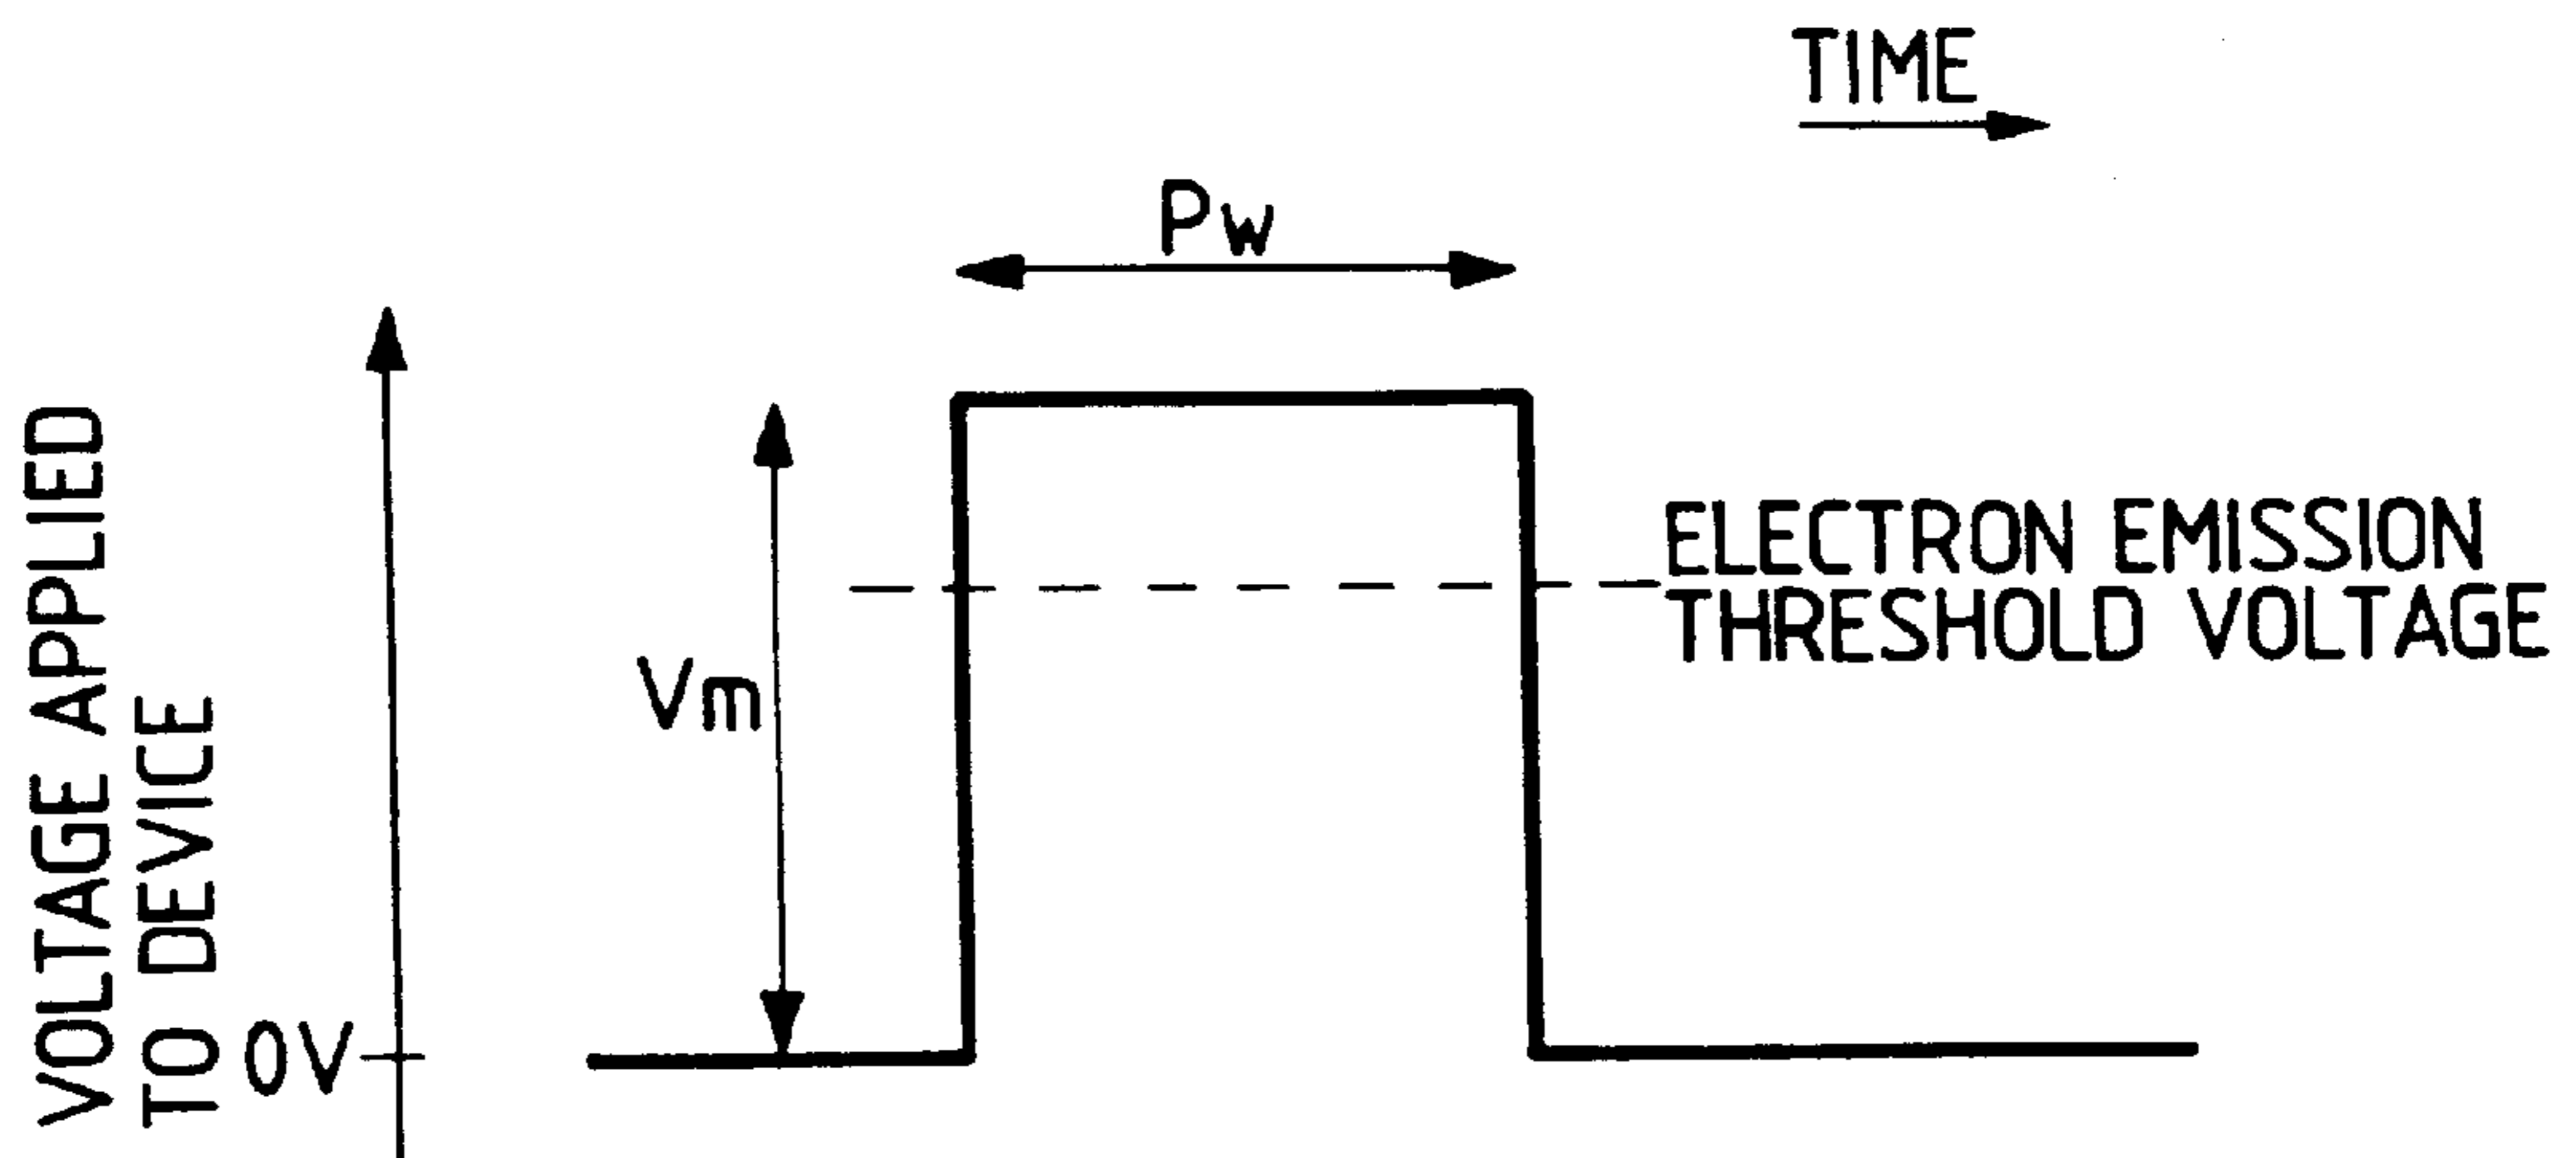 TIME
Pw
VOLTAGE APPLIED
TO DEVICE
Vm
ELECTRON EMISSION
THRESHOLD VOLTAGE
0V